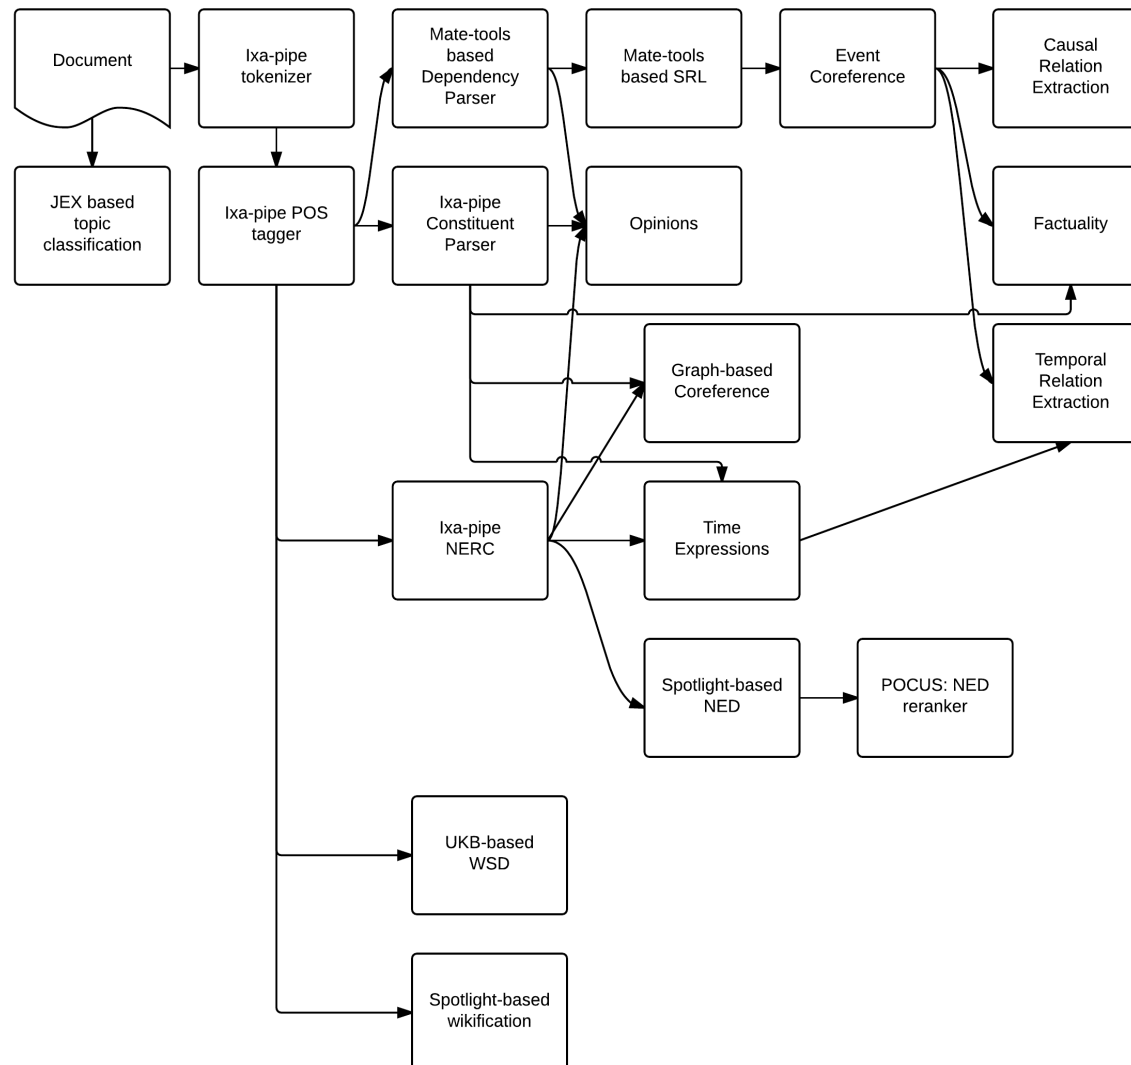 Document
Ixa-pipe
tokenizer
Mate-tools
based
Dependency
Parser
Mate-tools
based SRL
Event
Coreference
Causal
Relation
Extraction
JEX based
topic
classification
Ixa-pipe POS
tagger
Ixa-pipe
Constituent
Parser
Opinions
Factuality
Graph-based
Coreference
Temporal
Relation
Extraction
Ixa-pipe
NERC
Time
Expressions
Spotlight-based
NED
POCUS: NED
reranker
UKB-based
WSD
Spotlight-based
wikification